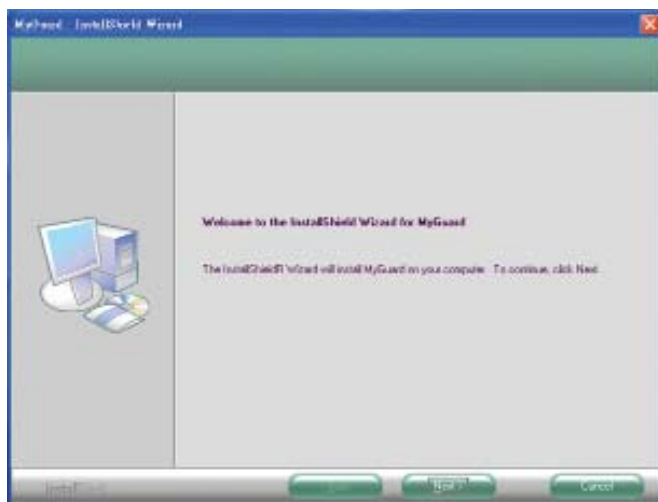 MyGuard - InstallShield Wizard
Welcome to the InstallShield Wizard for MyGuard
The InstallShieldR Wizard will install MyGuard on your computer. To continue, click Next.
InstallShield
Next >
Cancel